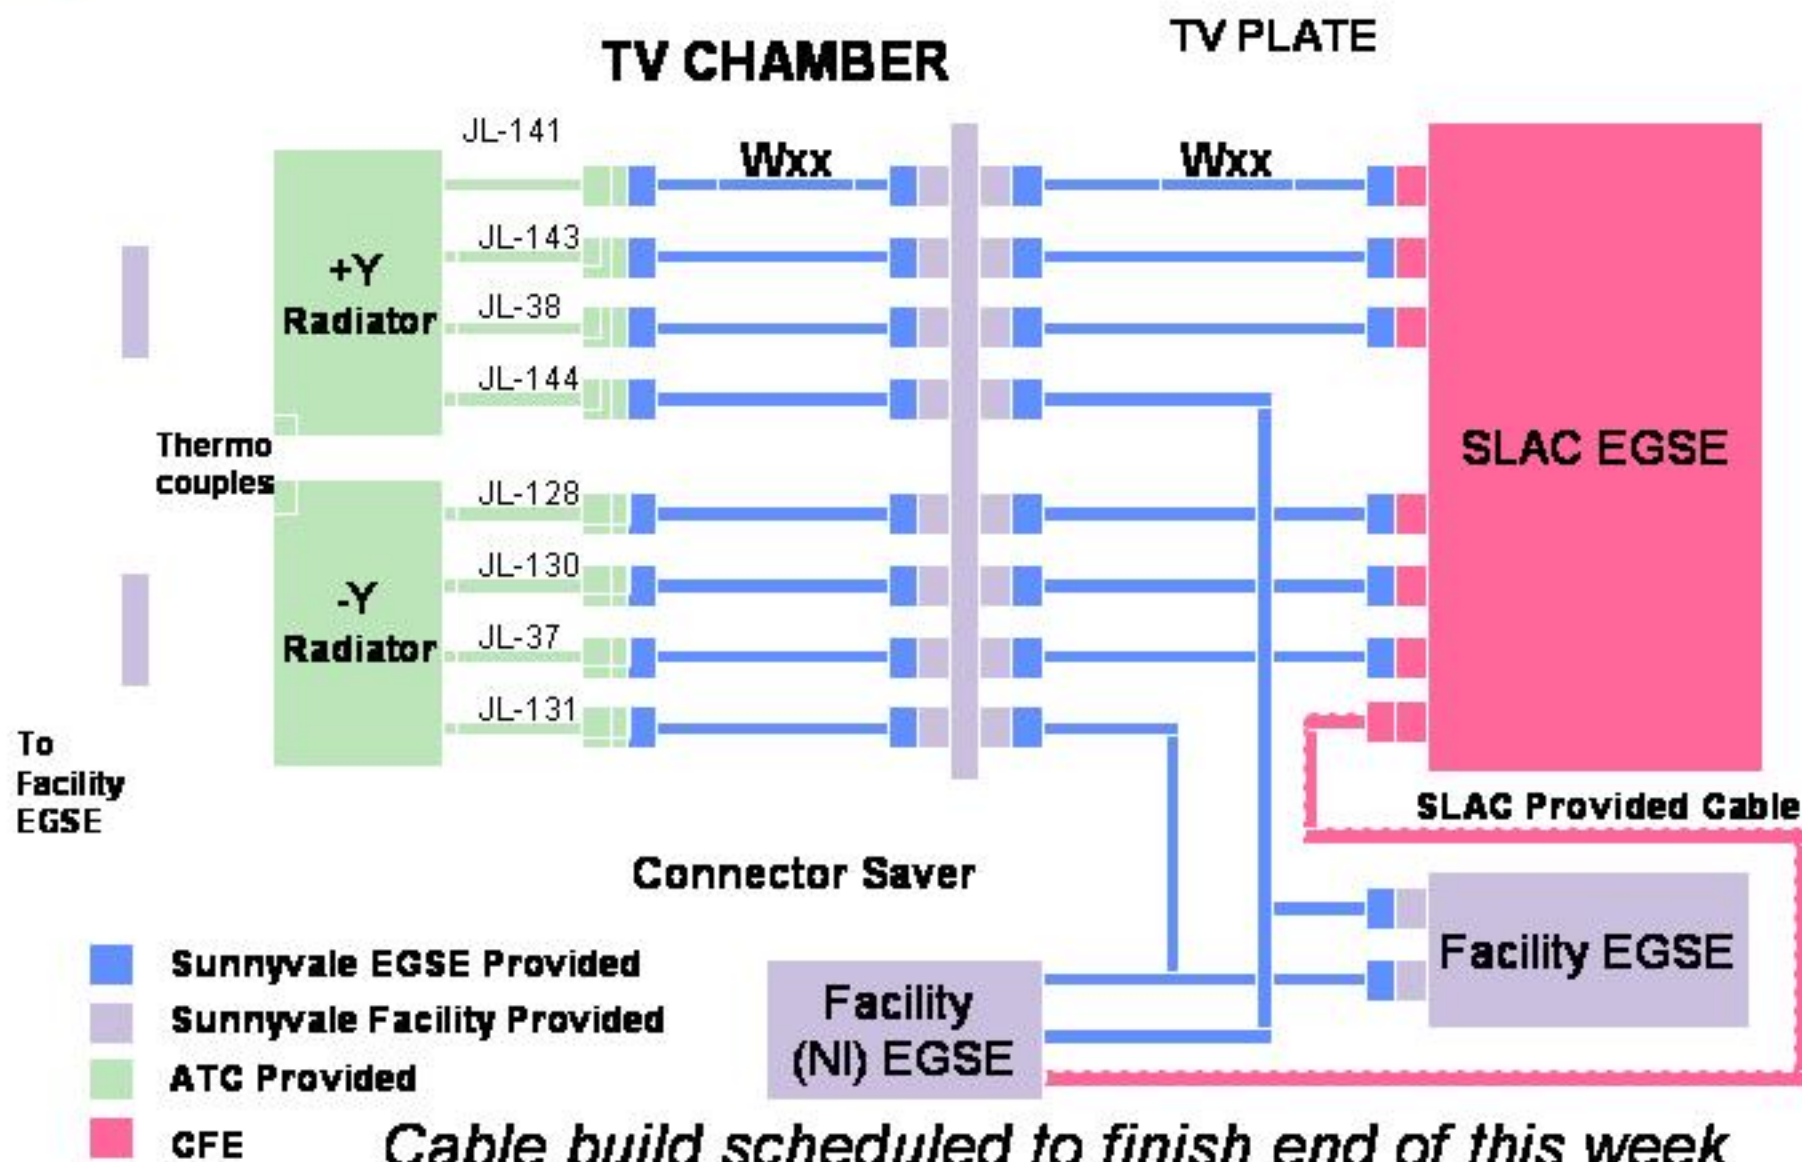 TV CHAMBER
TV PLATE
JL-141
Wxx
Wxx
JL-143
+Y
Radiator
JL-38
JL-144
Thermo
couples
SLAC EGSE
JL-128
JL-130
-Y
Radiator
JL-37
JL-131
To
Facility
EGSE
SLAC Provided Cable
Connector Saver
Sunnyvale EGSE Provided
Sunnyvale Facility Provided
ATC Provided
CFE
Facility
(NI) EGSE
Facility EGSE
Cable build scheduled to finish end of this week